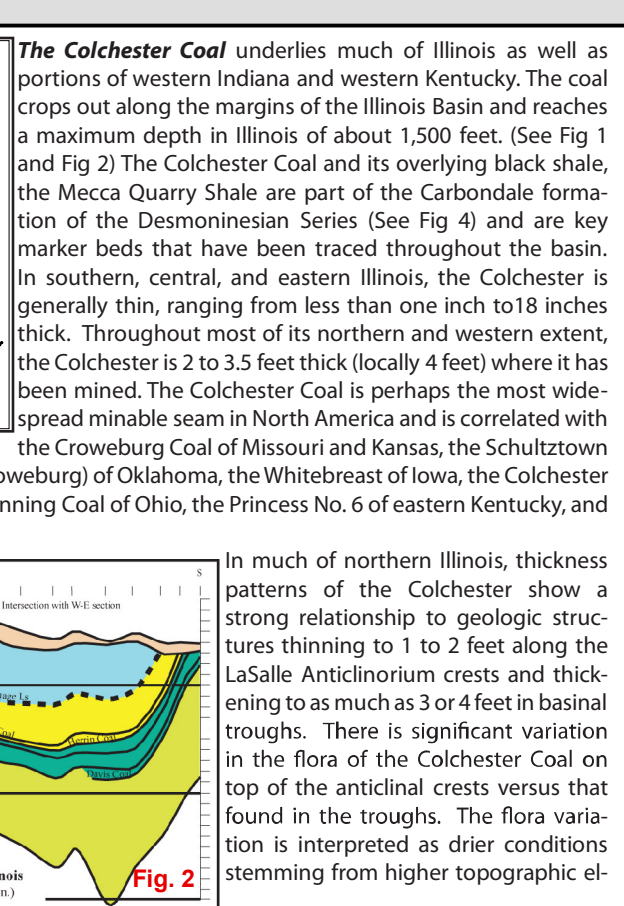 The Colchester Coal underlies much of Illinois as well as
portions of western Indiana and western Kentucky. The coal
crops out along the margins of the Illinois Basin and reaches
a maximum depth in Illinois of about 1,500 feet. (See Fig 1
and Fig 2) The Colchester Coal and its overlying black shale,
the Mecca Quarry Shale are part of the Carbondale forma-
tion of the Desmoninesian Series (See Fig 4) and are key
marker beds that have been traced throughout the basin.
In southern, central, and eastern Illinois, the Colchester is
generally thin, ranging from less than one inch to18 inches
thick. Throughout most of its northern and western extent,
the Colchester is 2 to 3.5 feet thick (locally 4 feet) where it has
been mined. The Colchester Coal is perhaps the most wide-
spread minable seam in North America and is correlated with
the Croweburg Coal of Missouri and Kansas, the Schultztown
oweburg) of Oklahoma, the Whitebreast of Iowa, the Colchester
nning Coal of Ohio, the Princess No. 6 of eastern Kentucky, and
S
Intersection with W-E section
age Ls
Coal
Herrin Coal
Davis Coal
nois
n.)
Fig. 2
In much of northern Illinois, thickness
patterns of the Colchester show a
strong relationship to geologic struc-
tures thinning to 1 to 2 feet along the
LaSalle Anticlinorium crests and thick-
ening to as much as 3 or 4 feet in basinal
troughs. There is significant variation
in the flora of the Colchester Coal on
top of the anticlinal crests versus that
found in the troughs. The flora varia-
tion is interpreted as drier conditions
stemming from higher topographic el-